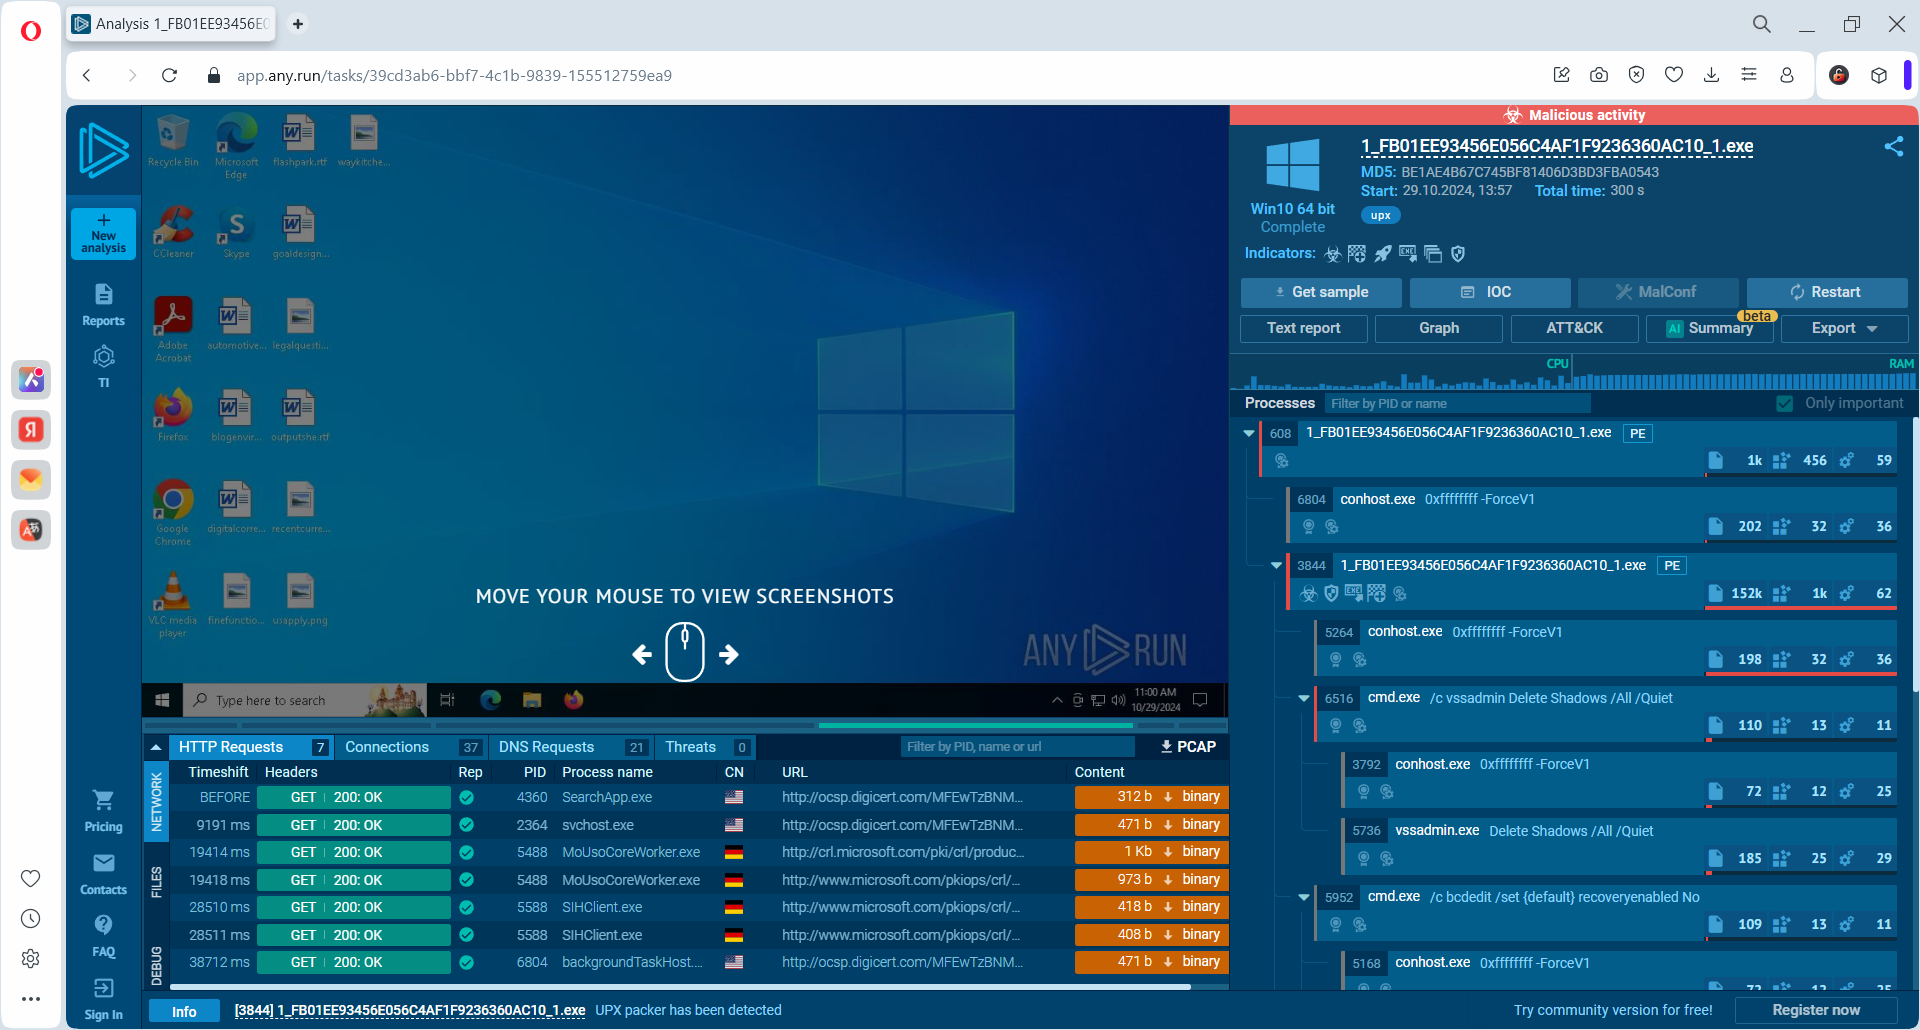 Analysis 1_FB01EE93456E0
app.any.run/tasks/39cd3ab6-bbf7-4c1b-9839-155512759ea9
New analysis
Reports
TI
Pricing
Contacts
FAQ
Sign In
Recycle Bin
Microsoft Edge
flashpark.rtf
waykitche...
CCleaner
Skype
goaldesign...
Adobe Acrobat
automotive...
legalquesti...
Firefox
blogenvir...
outputshe.rtf
Google Chrome
digitalcorre...
recentcurre...
VLC media player
finefunctio...
usapply.png
MOVE YOUR MOUSE TO VIEW SCREENSHOTS
ANY RUN
Type here to search
11:00 AM
10/29/2024
HTTP Requests 7 Connections 37 DNS Requests 21 Threats 0 Filter by PID, name or url PCAP
NETWORK
FILES
DEBUG
Timeshift Headers Rep PID Process name CN URL Content
BEFORE GET 200: OK 4360 SearchApp.exe http://ocsp.digicert.com/MFEwTzBNM... 312 b binary
9191 ms GET 200: OK 2364 svchost.exe http://ocsp.digicert.com/MFEwTzBNM... 471 b binary
19414 ms GET 200: OK 5488 MoUsoCoreWorker.exe http://crl.microsoft.com/pki/crl/produc... 1 Kb binary
19418 ms GET 200: OK 5488 MoUsoCoreWorker.exe http://www.microsoft.com/pkiops/crl/... 973 b binary
28510 ms GET 200: OK 5588 SIHClient.exe http://www.microsoft.com/pkiops/crl/... 418 b binary
28511 ms GET 200: OK 5588 SIHClient.exe http://www.microsoft.com/pkiops/crl/... 408 b binary
38712 ms GET 200: OK 6804 backgroundTaskHost.... http://ocsp.digicert.com/MFEwTzBNM... 471 b binary
Info [3844] 1_FB01EE93456E056C4AF1F9236360AC10_1.exe UPX packer has been detected
Try community version for free! Register now
Malicious activity
1_FB01EE93456E056C4AF1F9236360AC10_1.exe
MD5: BE1AE4B67C745BF81406D3BD3FBA0543
Start: 29.10.2024, 13:57 Total time: 300 s
Win10 64 bit
Complete
upx
Indicators:
Get sample IOC MalConf Restart
Text report Graph ATT&CK AI Summary beta Export
CPU RAM
Processes Filter by PID or name Only important
608 1_FB01EE93456E056C4AF1F9236360AC10_1.exe PE
1k 456 59
6804 conhost.exe 0xffffffff -ForceV1
202 32 36
3844 1_FB01EE93456E056C4AF1F9236360AC10_1.exe PE
152k 1k 62
5264 conhost.exe 0xffffffff -ForceV1
198 32 36
6516 cmd.exe /c vssadmin Delete Shadows /All /Quiet
110 13 11
3792 conhost.exe 0xffffffff -ForceV1
72 12 25
5736 vssadmin.exe Delete Shadows /All /Quiet
185 25 29
5952 cmd.exe /c bcdedit /set {default} recoveryenabled No
109 13 11
5168 conhost.exe 0xffffffff -ForceV1
72 12 25